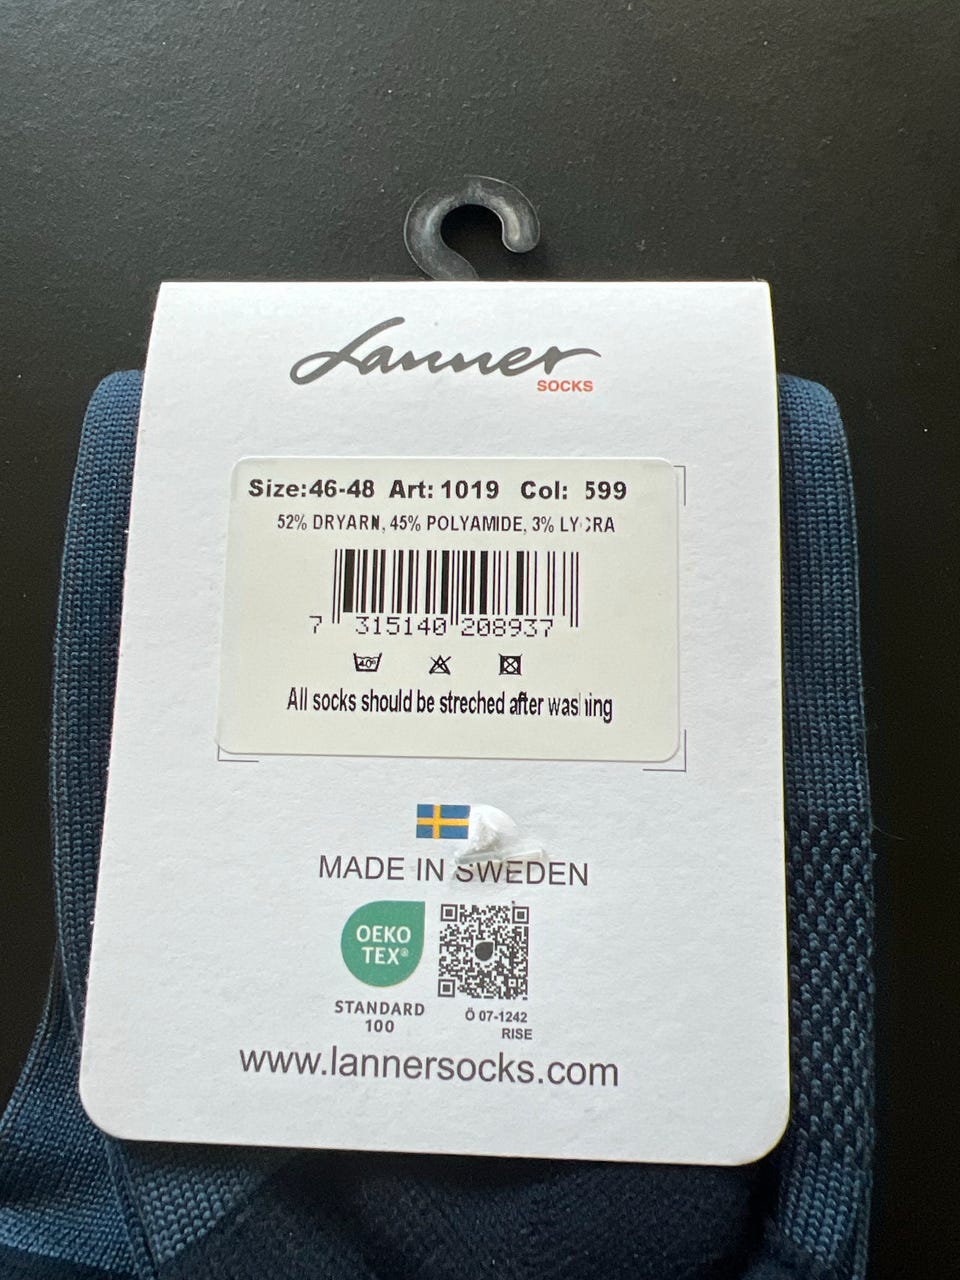 Lanner
SOCKS
Size:46-48 Art: 1019 Col: 599
52% DRYARN, 45% POLYAMIDE, 3% LYCRA
7 315140 208937
40°
All socks should be streched after washing
MADE IN SWEDEN
OEKO
TEX®
STANDARD
100
Ö 07-1242
RISE
www.lannersocks.com